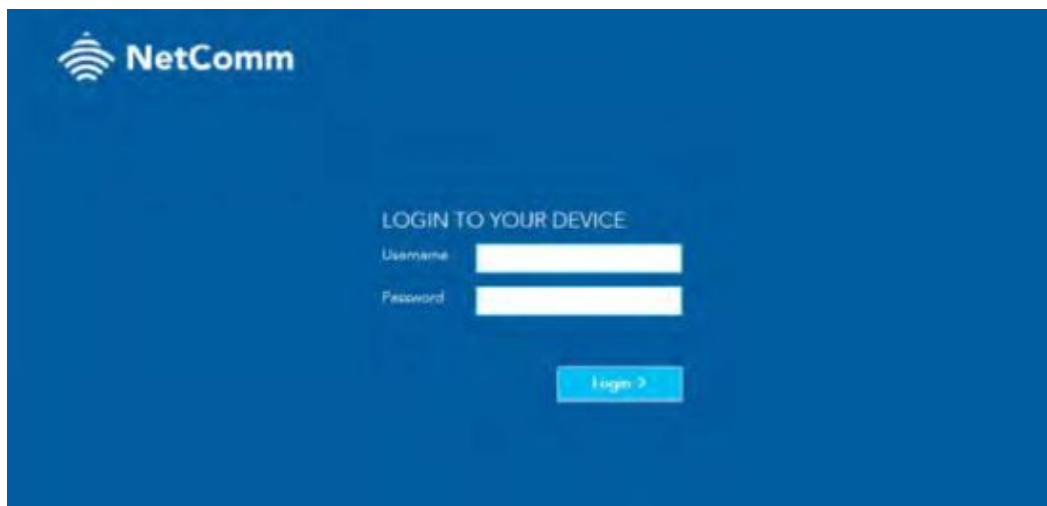 NetComm
LOGIN TO YOUR DEVICE
Username
Password
Login >